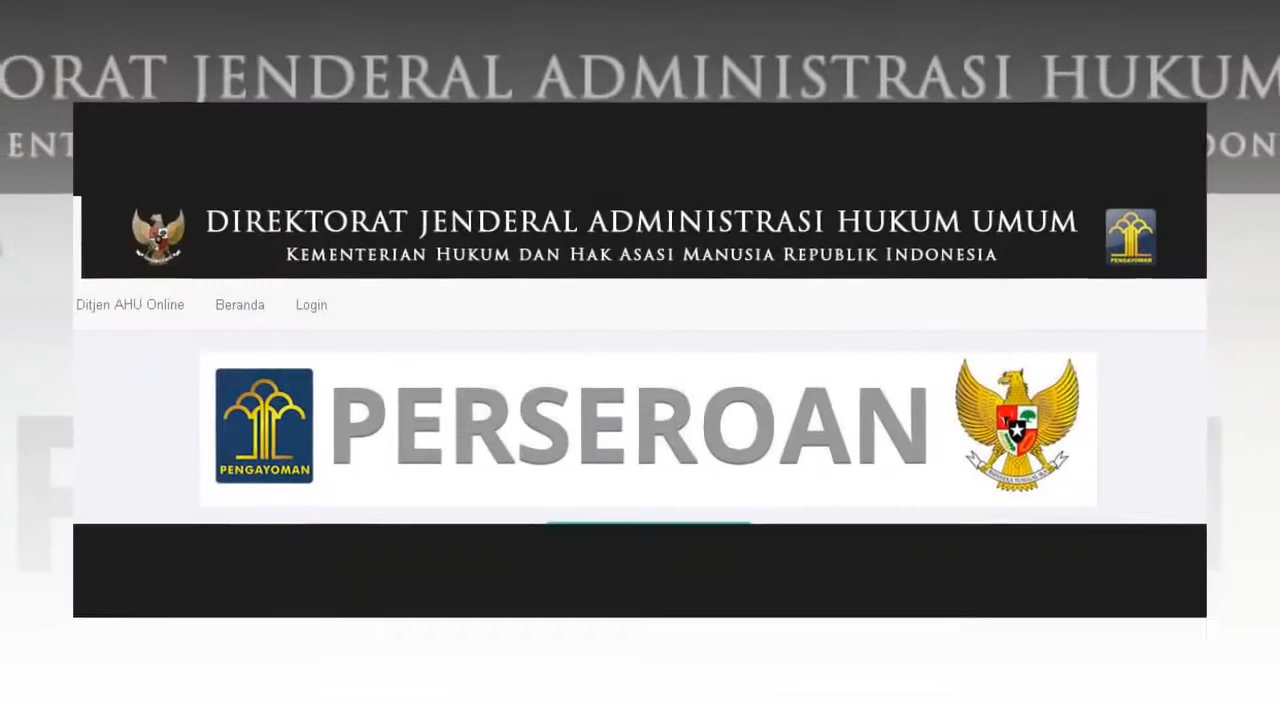 ORAT JENDERAL ADMINISTRASI HUKUM
DIREKTORAT JENDERAL ADMINISTRASI HUKUM UMUM
KEMENTERIAN HUKUM DAN HAK ASASI MANUSIA REPUBLIK INDONESIA
PENGAYOMAN
Ditjen AHU Online Beranda Login
PENGAYOMAN
PERSEROAN